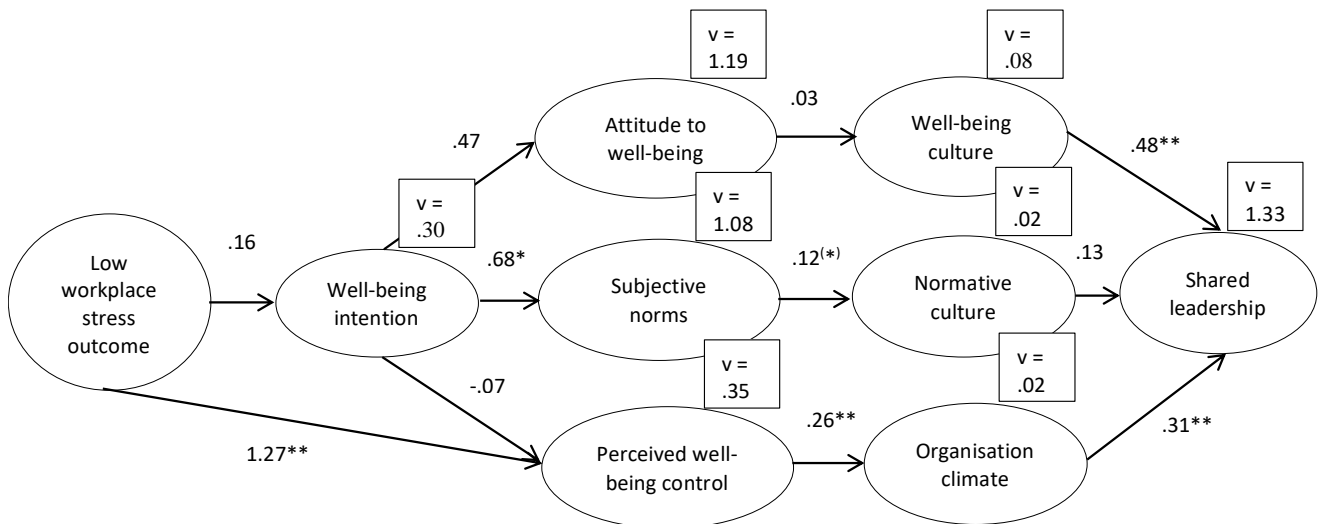 v =
1.19
v =
.08
.03
Attitude to
well-being
Well-being
culture
.47
.48**
v =
.30
v =
1.08
v =
.02
v =
1.33
.16
.68*
.12(*)
.13
Low
workplace
stress
outcome
Well-being
intention
Subjective
norms
Normative
culture
Shared
leadership
-.07
v =
.35
v =
.02
1.27**
.26**
.31**
Perceived well-
being control
Organisation
climate